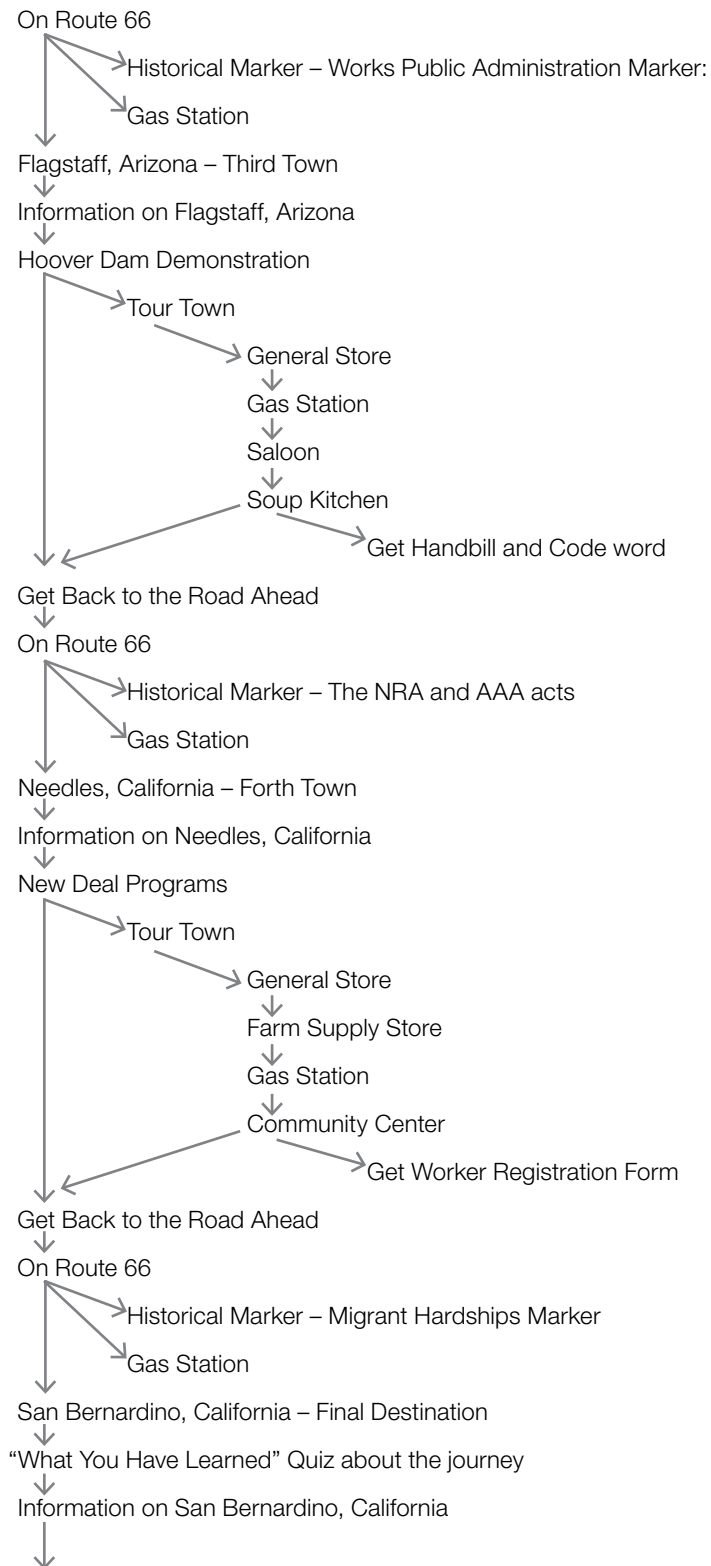 On Route 66
Historical Marker – Works Public Administration Marker:
Gas Station
Flagstaff, Arizona – Third Town
Information on Flagstaff, Arizona
Hoover Dam Demonstration
Tour Town
General Store
Gas Station
Saloon
Soup Kitchen
Get Handbill and Code word
Get Back to the Road Ahead
On Route 66
Historical Marker – The NRA and AAA acts
Gas Station
Needles, California – Forth Town
Information on Needles, California
New Deal Programs
Tour Town
General Store
Farm Supply Store
Gas Station
Community Center
Get Worker Registration Form
Get Back to the Road Ahead
On Route 66
Historical Marker – Migrant Hardships Marker
Gas Station
San Bernardino, California – Final Destination
“What You Have Learned” Quiz about the journey
Information on San Bernardino, California